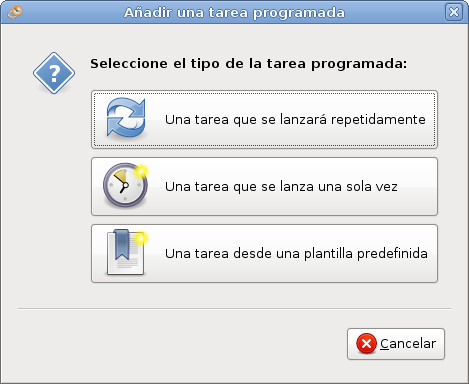 Añadir una tarea programada
Seleccione el tipo de la tarea programada:
Una tarea que se lanzará repetidamente
Una tarea que se lanza una sola vez
Una tarea desde una plantilla predefinida
Cancelar